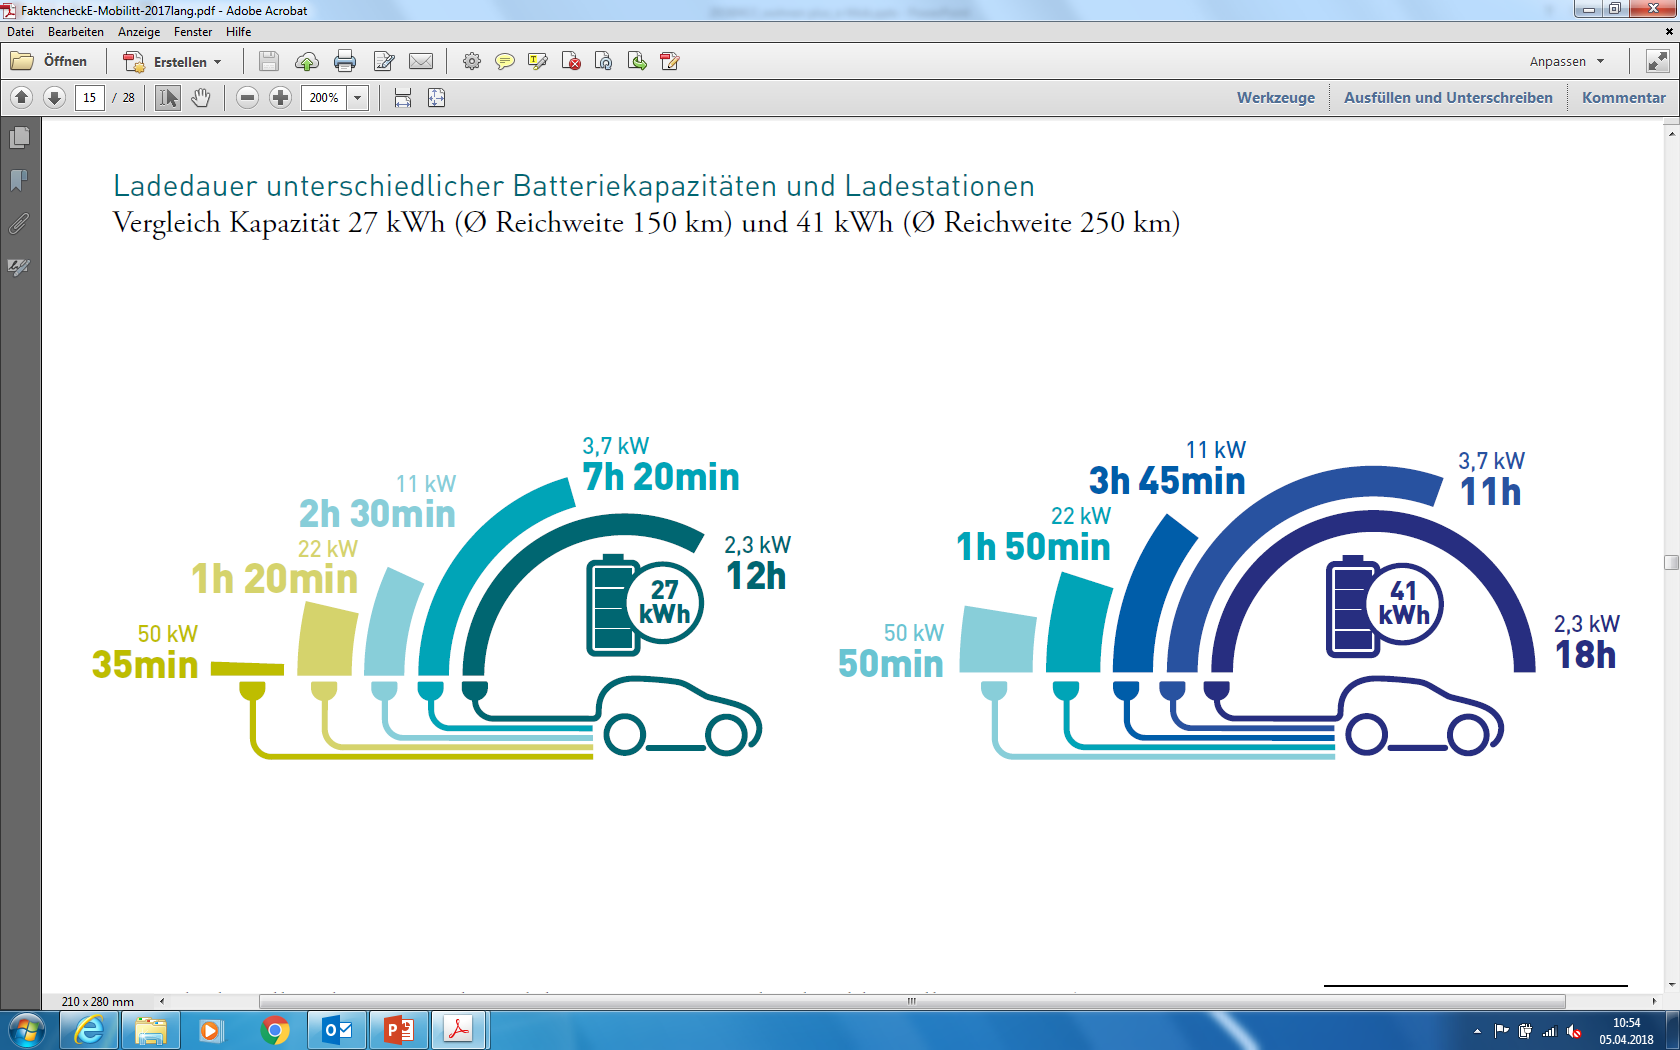 FaktencheckE-Mobilitt-2017lang.pdf - Adobe Acrobat
Datei Bearbeiten Anzeige Fenster Hilfe
Öffnen Erstellen Anpassen
15 / 28 200% Werkzeuge Ausfüllen und Unterschreiben Kommentar
Ladedauer unterschiedlicher Batteriekapazitäten und Ladestationen
Vergleich Kapazität 27 kWh (Ø Reichweite 150 km) und 41 kWh (Ø Reichweite 250 km)
50 kW
35min
22 kW
1h 20min
11 kW
2h 30min
3,7 kW
7h 20min
2,3 kW
12h
27
kWh
50 kW
50min
22 kW
1h 50min
11 kW
3h 45min
3,7 kW
11h
2,3 kW
18h
41
kWh
210 x 280 mm
10:54
05.04.2018